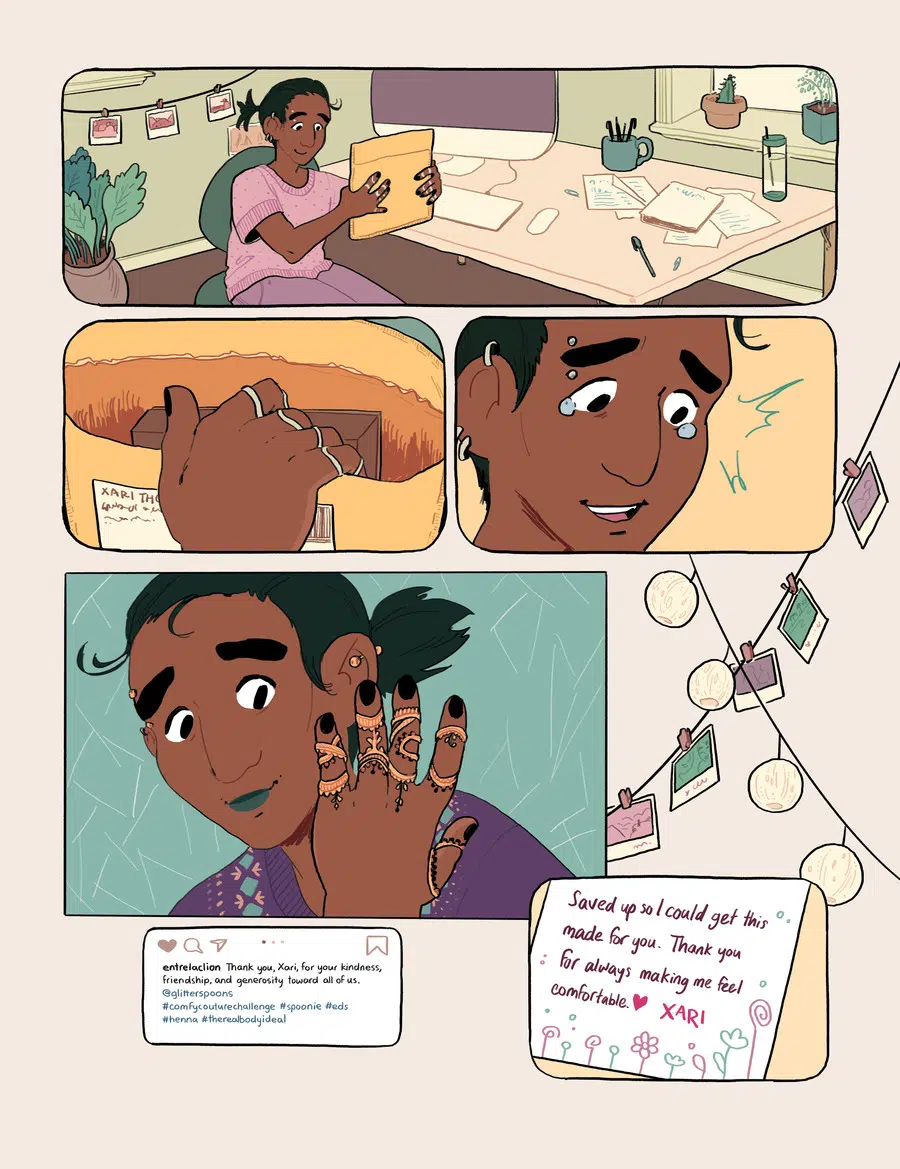 XARI TH
entrelaclion Thank you, Xari, for your kindness,
friendship, and generosity toward all of us.
@glitterspoons
#comfycouturechallenge #spoonie #eds
#henna #therealbodyideal
Saved up so I could get this
made for you. Thank you
for always making me feel
comfortable. ♥ XARI